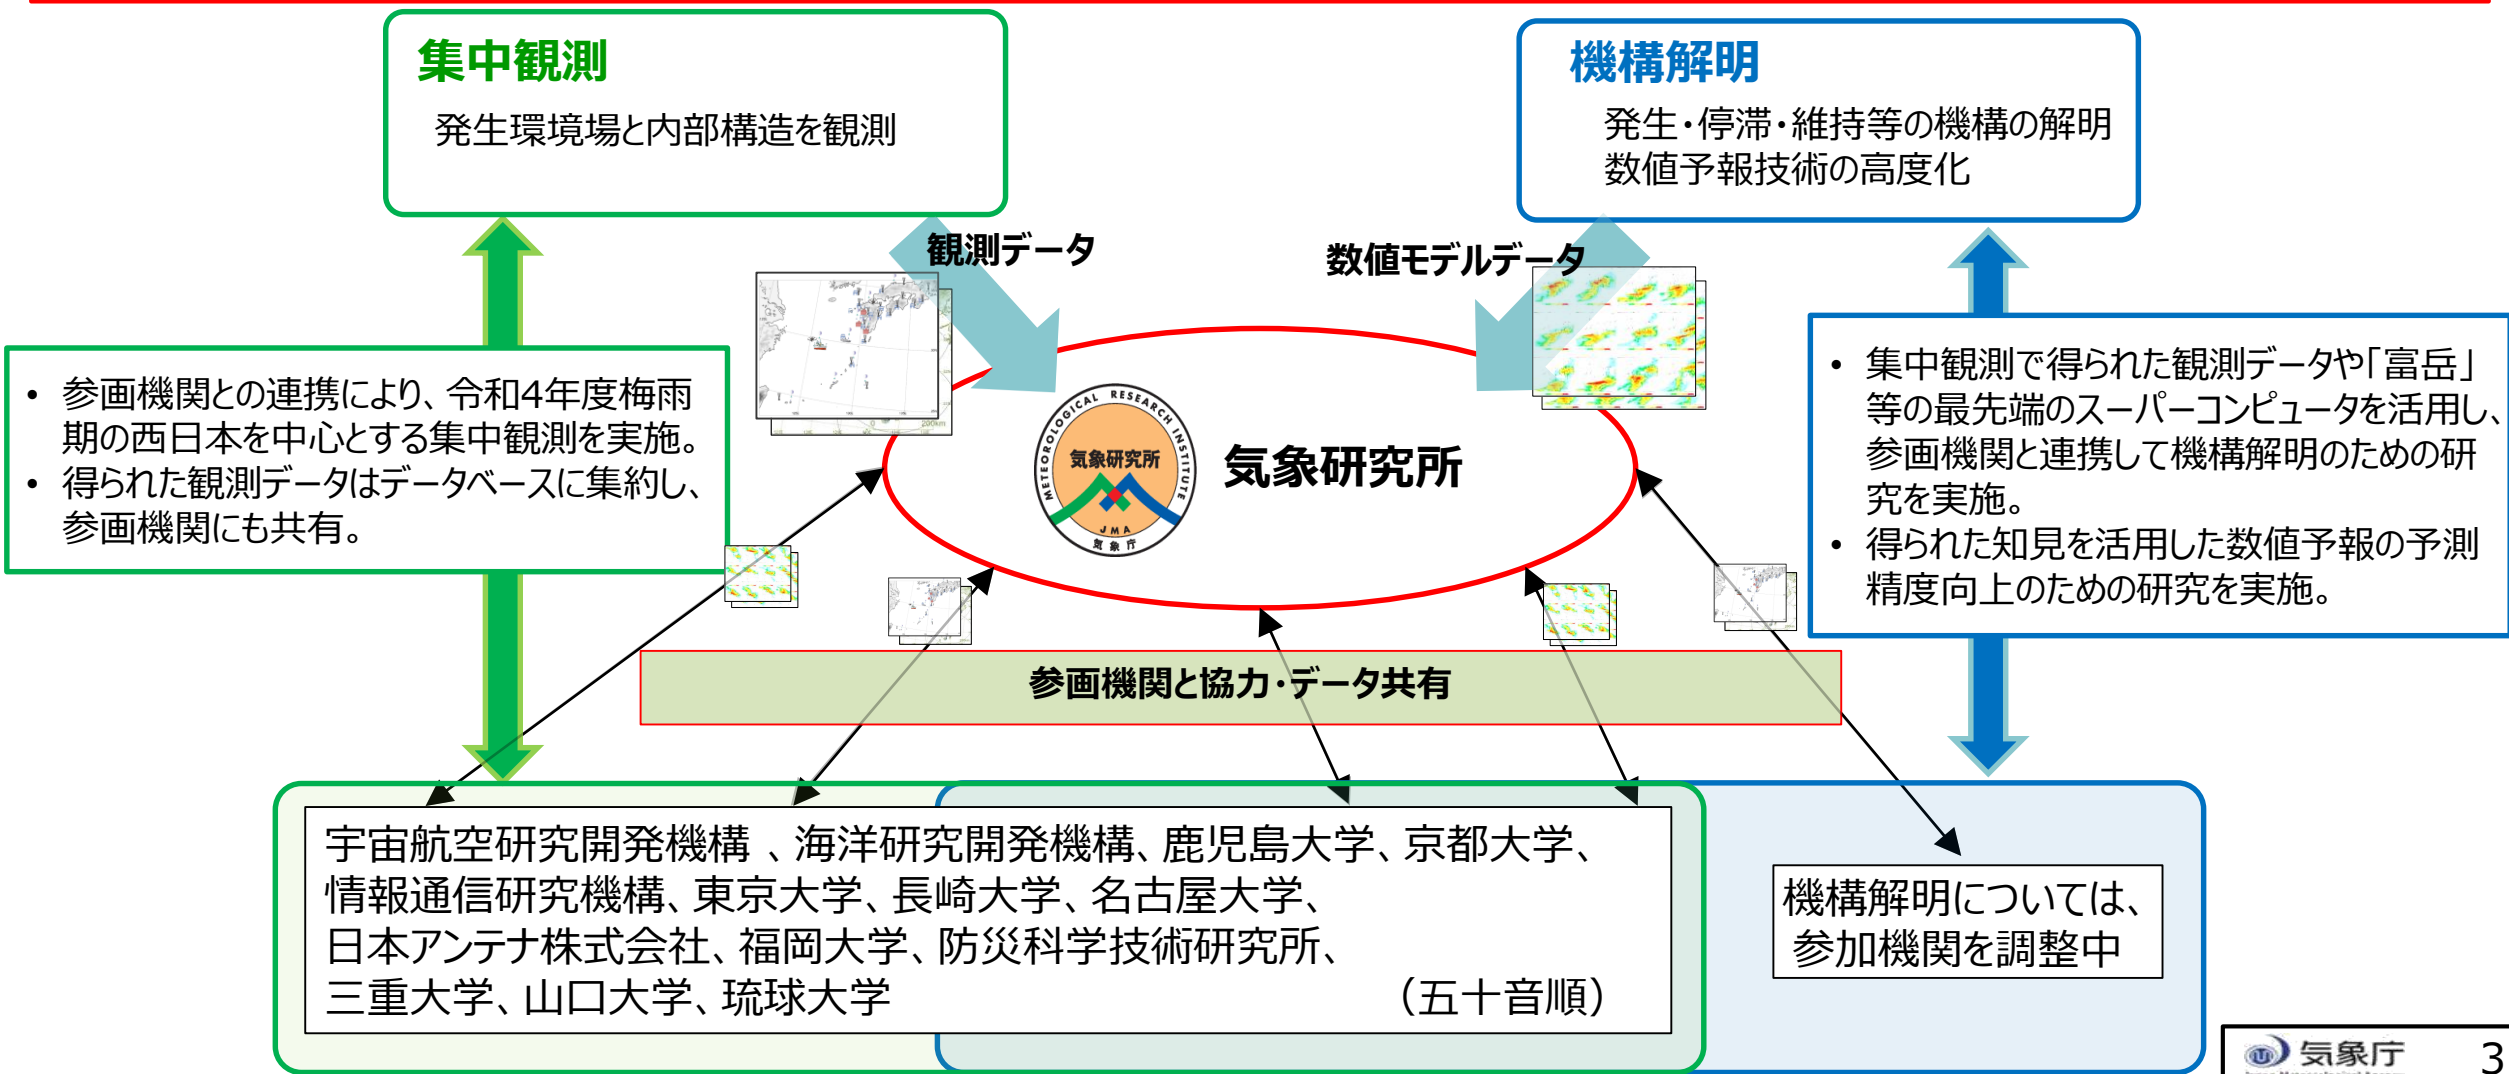 集中観測
発生環境場と内部構造を観測
機構解明
発生・停滞・維持等の機構の解明
数値予報技術の高度化
観測データ
数値モデルデータ
• 参画機関との連携により、令和4年度梅雨
期の西日本を中心とする集中観測を実施。
• 得られた観測データはデータベースに集約し、
参画機関にも共有。
METEOROLOGICAL RESEARCH INSTITUTE
気象研究所
JMA
気象庁
気象研究所
• 集中観測で得られた観測データや「富岳」
等の最先端のスーパーコンピュータを活用し、
参画機関と連携して機構解明のための研
究を実施。
• 得られた知見を活用した数値予報の予測
精度向上のための研究を実施。
200km
参画機関と協力・データ共有
宇宙航空研究開発機構 、海洋研究開発機構、鹿児島大学、京都大学、
情報通信研究機構、東京大学、長崎大学、名古屋大学、
日本アンテナ株式会社、福岡大学、防災科学技術研究所、
三重大学、山口大学、琉球大学 （五十音順）
機構解明については、
参加機関を調整中
気象庁 3